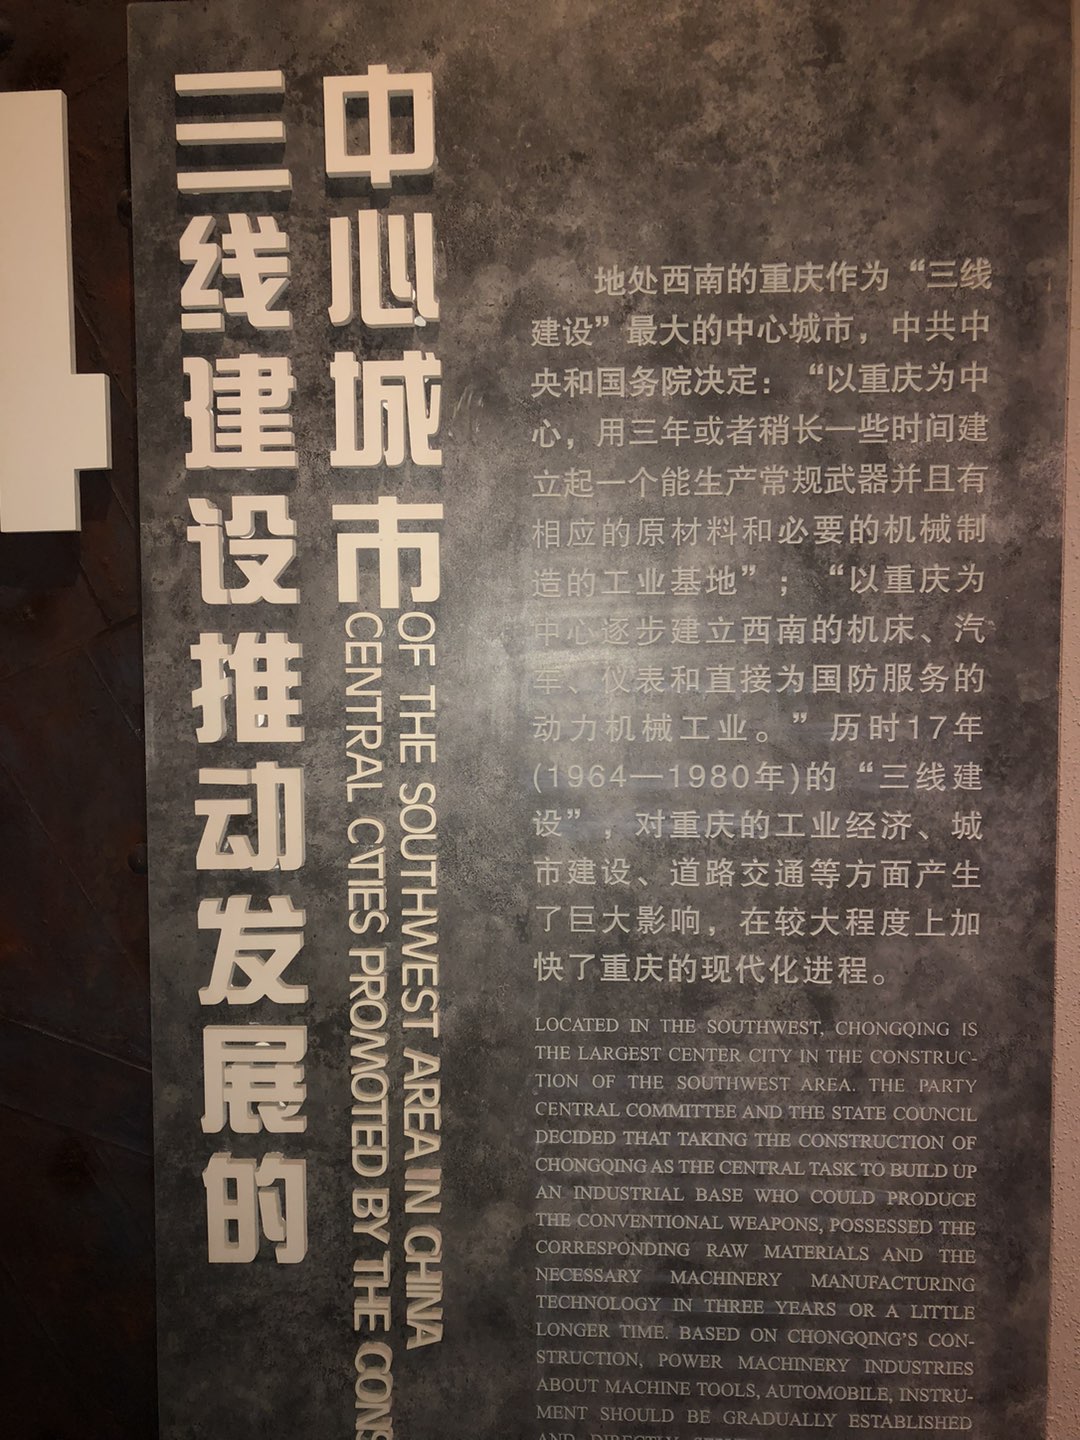 三线建设推动发展的
中心城市
CENTRAL CITIES PROMOTED BY THE CONS
OF THE SOUTHWEST AREA IN CHINA
地处西南的重庆作为“三线
建设”最大的中心城市，中共中
央和国务院决定：“以重庆为中
心，用三年或者稍长一些时间建
立起一个能生产常规武器并且有
相应的原材料和必要的机械制
造的工业基地”；“以重庆为
中心逐步建立西南的机床、汽
车、仪表和直接为国防服务的
动力机械工业。”历时17年
(1964—1980年)的“三线建
设”，对重庆的工业经济、城
市建设、道路交通等方面产生
了巨大影响，在较大程度上加
快了重庆的现代化进程。
LOCATED IN THE SOUTHWEST, CHONGQING IS
THE LARGEST CENTER CITY IN THE CONSTRUC-
TION OF THE SOUTHWEST AREA. THE PARTY
CENTRAL COMMITTEE AND THE STATE COUNCIL
DECIDED THAT TAKING THE CONSTRUCTION OF
CHONGQING AS THE CENTRAL TASK TO BUILD UP
AN INDUSTRIAL BASE WHO COULD PRODUCE
THE CONVENTIONAL WEAPONS, POSSESSED THE
CORRESPONDING RAW MATERIALS AND THE
NECESSARY MACHINERY MANUFACTURING
TECHNOLOGY IN THREE YEARS OR A LITTLE
LONGER TIME. BASED ON CHONGQING'S CON-
STRUCTION, POWER MACHINERY INDUSTRIES
ABOUT MACHINE TOOLS, AUTOMOBILE, INSTRU-
MENT SHOULD BE GRADUALLY ESTABLISHED
AND DIRECTLY